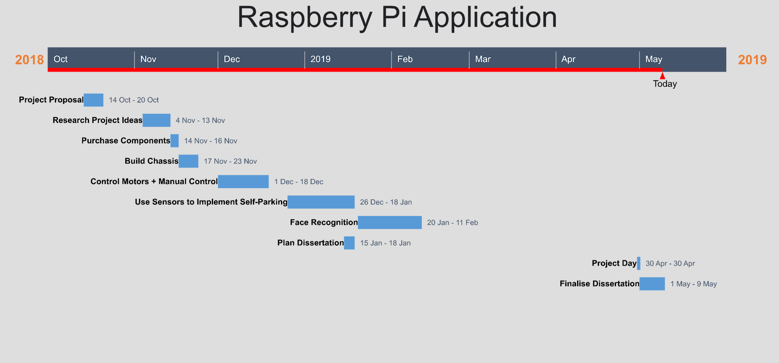 Raspberry Pi Application
2018 Oct Nov Dec 2019 Feb Mar Apr May 2019
Today
Project Proposal 14 Oct - 20 Oct
Research Project Ideas 4 Nov - 13 Nov
Purchase Components 14 Nov - 16 Nov
Build Chassis 17 Nov - 23 Nov
Control Motors + Manual Control 1 Dec - 18 Dec
Use Sensors to Implement Self-Parking 26 Dec - 18 Jan
Face Recognition 20 Jan - 11 Feb
Plan Dissertation 15 Jan - 18 Jan
Project Day 30 Apr - 30 Apr
Finalise Dissertation 1 May - 9 May